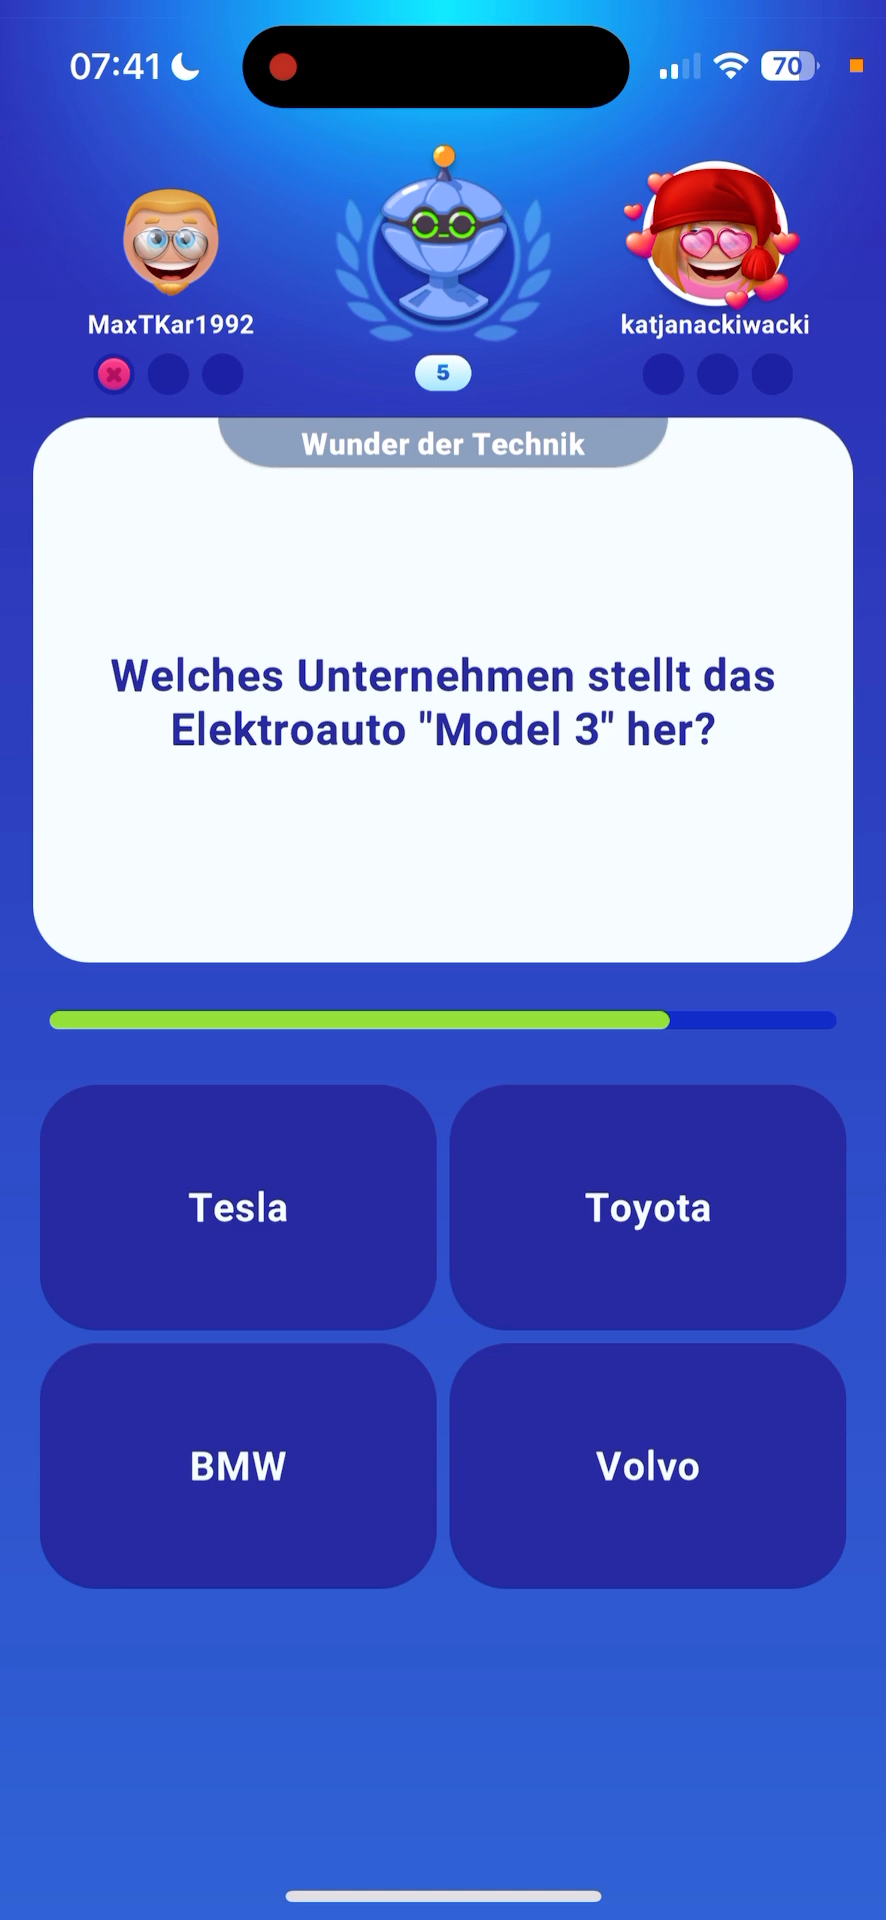 07:41
70
MaxTKar1992
katjanackiwacki
5
Wunder der Technik
Welches Unternehmen stellt das
Elektroauto "Model 3" her?
Tesla
Toyota
BMW
Volvo